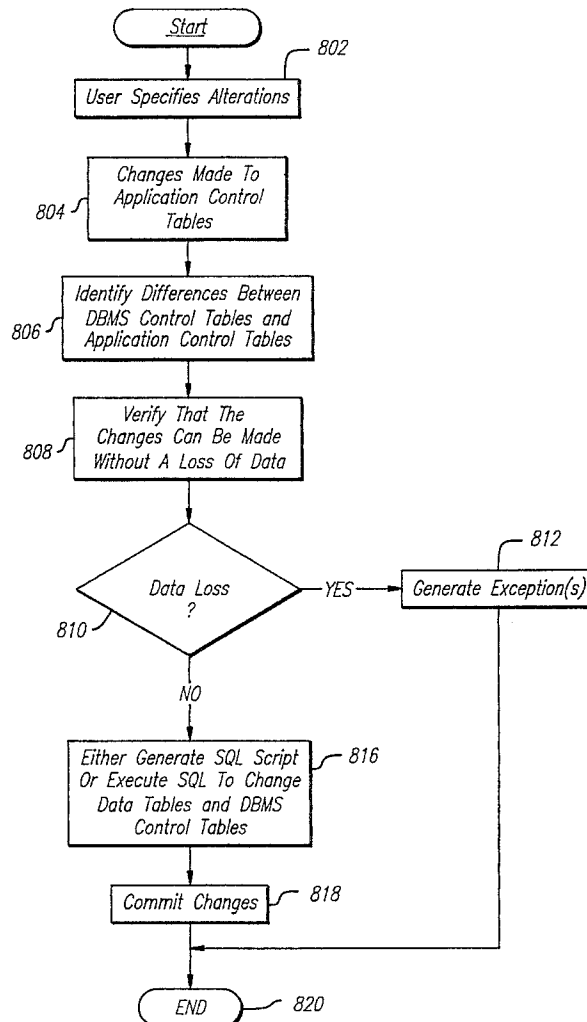 Start
802
User Specifies Alterations
Changes Made To
Application Control
Tables
804
Identify Differences Between
DBMS Control Tables and
Application Control Tables
806
Verify That The
Changes Can Be Made
Without A Loss Of Data
808
Data Loss
?
810
YES
812
Generate Exception(s)
NO
Either Generate SQL Script
Or Execute SQL To Change
Data Tables and DBMS
Control Tables
816
Commit Changes
818
END
820